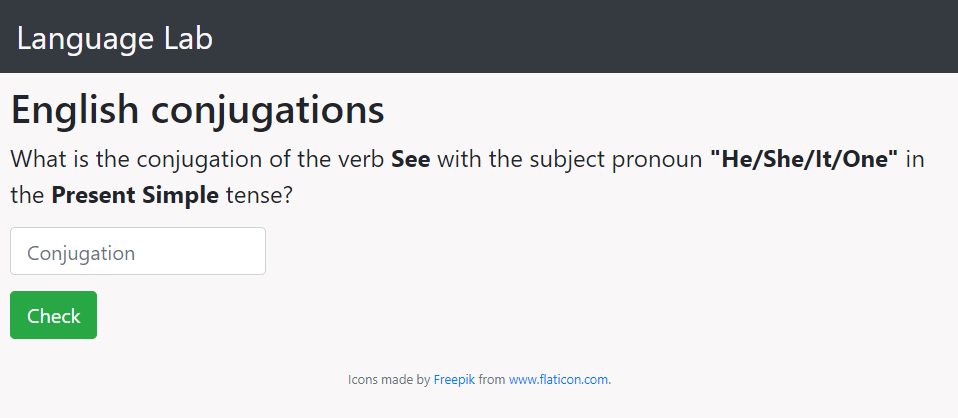 Language Lab
English conjugations
What is the conjugation of the verb See with the subject pronoun "He/She/It/One" in
the Present Simple tense?
Conjugation
Check
Icons made by Freepik from www.flaticon.com.